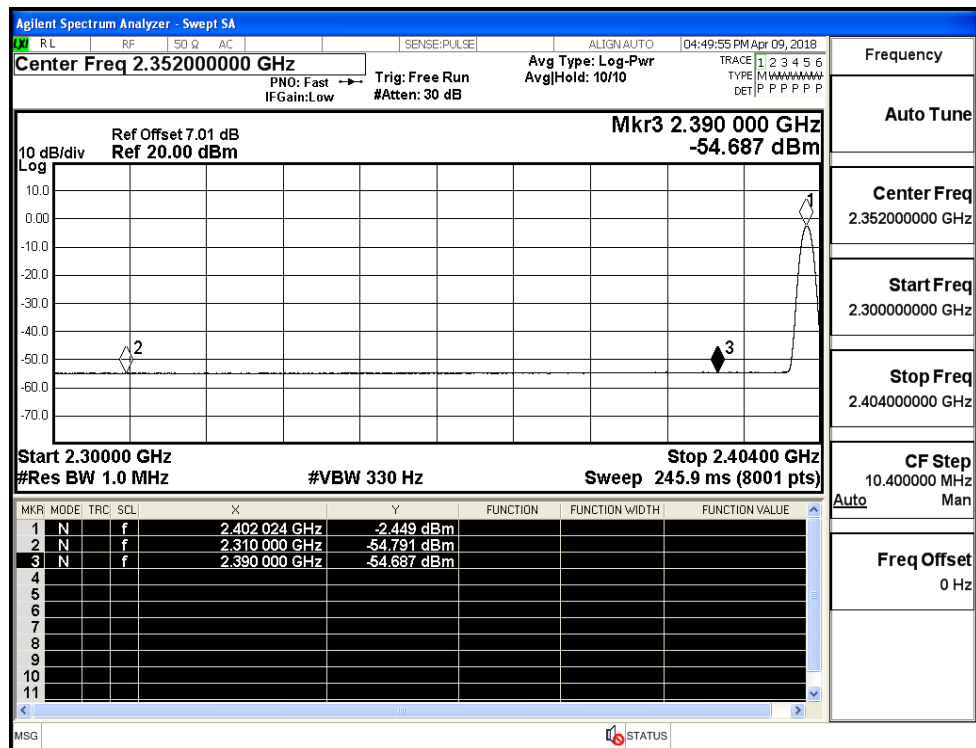 Agilent Spectrum Analyzer - Swept SA
LXI RL RF 50 Ω AC SENSE:PULSE ALIGN AUTO 04:49:55 PM Apr 09, 2018
Center Freq 2.352000000 GHz
PNO: Fast
IFGain:Low
Trig: Free Run
#Atten: 30 dB
Avg Type: Log-Pwr
Avg|Hold: 10/10
TRACE 1 2 3 4 5 6
TYPE MWWWWW
DET P P P P P P
Ref Offset 7.01 dB
10 dB/div Ref 20.00 dBm
Log
Mkr3 2.390 000 GHz
-54.687 dBm
10.0
0.00
-10.0
-20.0
-30.0
-40.0
-50.0
-60.0
-70.0
1
2
3
Start 2.30000 GHz Stop 2.40400 GHz
#Res BW 1.0 MHz #VBW 330 Hz Sweep 245.9 ms (8001 pts)
MKR MODE TRC SCL X Y FUNCTION FUNCTION WIDTH FUNCTION VALUE
1 N f 2.402 024 GHz -2.449 dBm
2 N f 2.310 000 GHz -54.791 dBm
3 N f 2.390 000 GHz -54.687 dBm
4
5
6
7
8
9
10
11
MSG STATUS
Frequency
Auto Tune
Center Freq
2.352000000 GHz
Start Freq
2.300000000 GHz
Stop Freq
2.404000000 GHz
CF Step
10.400000 MHz
Auto Man
Freq Offset
0 Hz